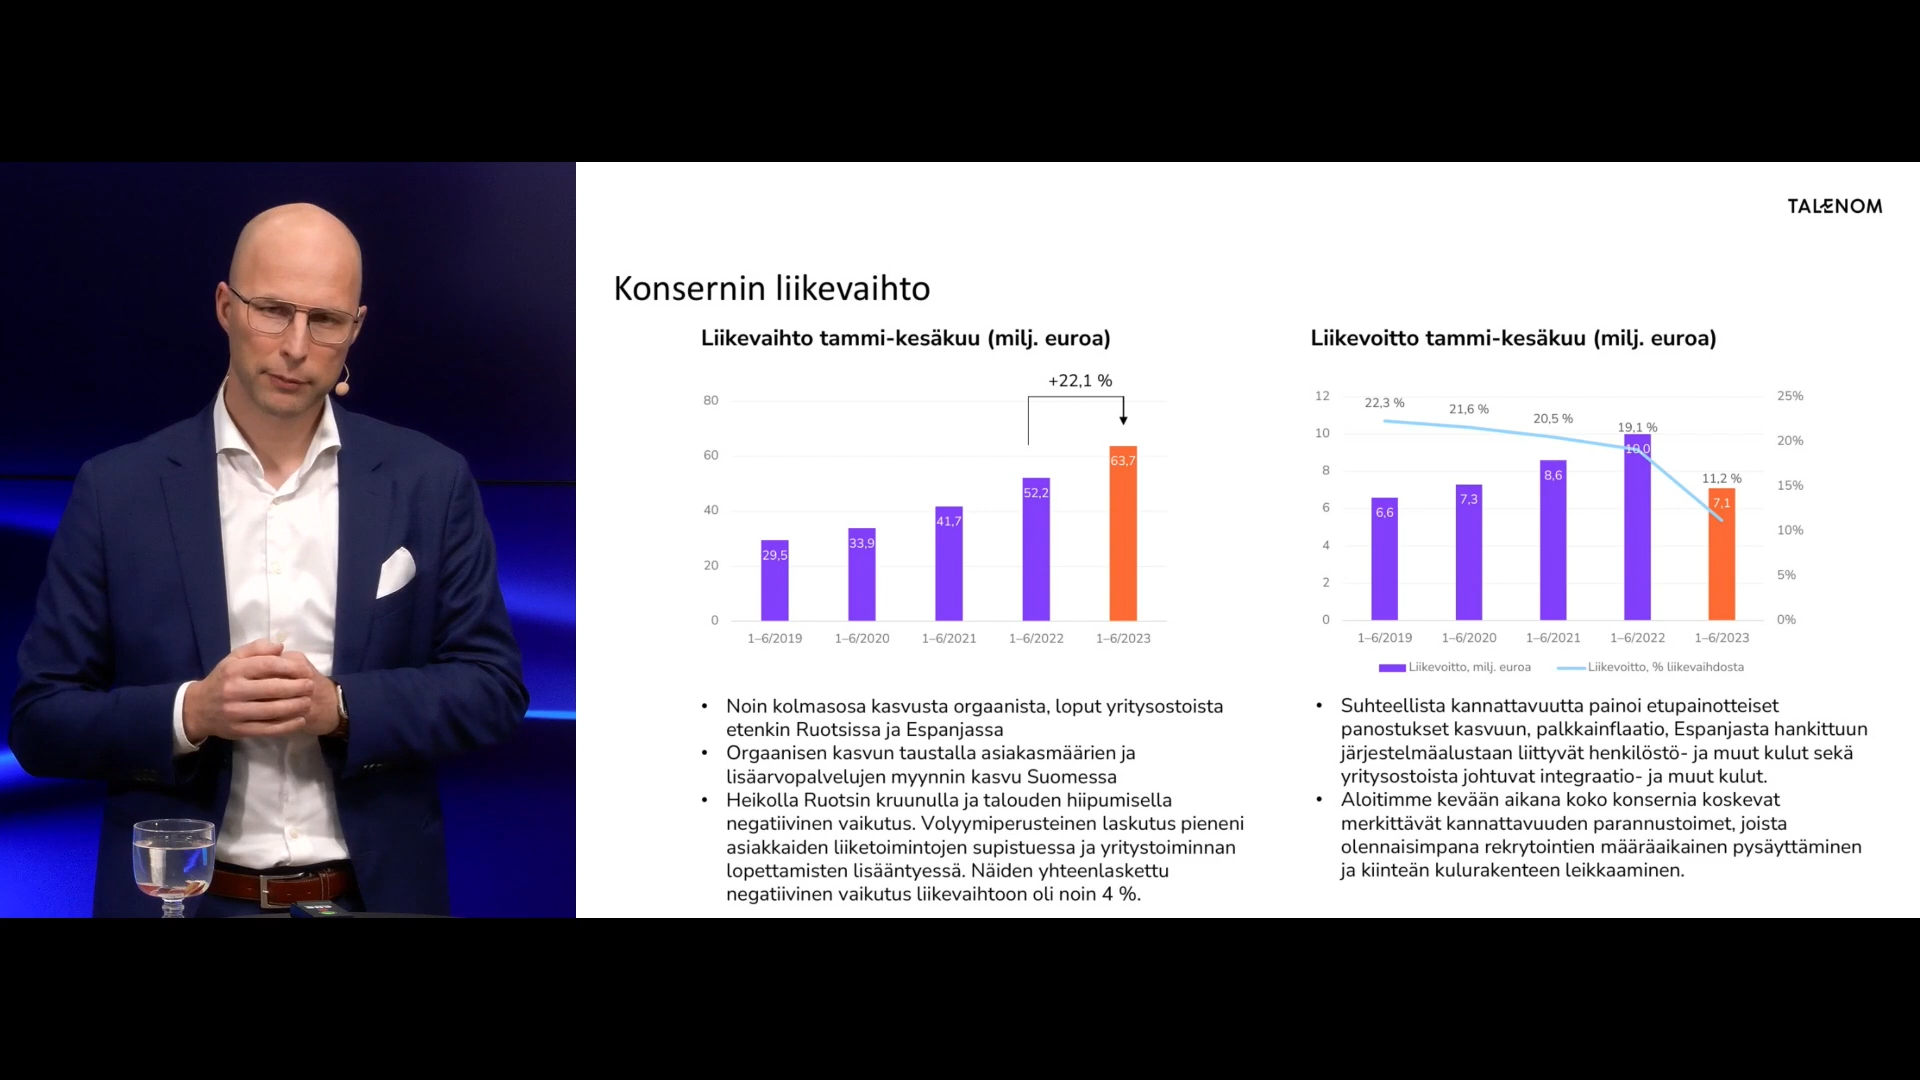 TALENOM
Konsernin liikevaihto
Liikevaihto tammi-kesäkuu (milj. euroa)
+22,1 %
80
60
40
20
0
29,5
33,9
41,7
52,2
63,7
1–6/2019
1–6/2020
1–6/2021
1–6/2022
1–6/2023
• Noin kolmasosa kasvusta orgaanista, loput yritysostoista
etenkin Ruotsissa ja Espanjassa
• Orgaanisen kasvun taustalla asiakasmäärien ja
lisäarvopalvelujen myynnin kasvu Suomessa
• Heikolla Ruotsin kruunulla ja talouden hiipumisella
negatiivinen vaikutus. Volyymiperusteinen laskutus pieneni
asiakkaiden liiketoimintojen supistuessa ja yritystoiminnan
lopettamisten lisääntyessä. Näiden yhteenlaskettu
negatiivinen vaikutus liikevaihtoon oli noin 4 %.
Liikevoitto tammi-kesäkuu (milj. euroa)
12
10
8
6
4
2
0
22,3 %
21,6 %
20,5 %
19,1 %
11,2 %
6,6
7,3
8,6
10,0
7,1
25%
20%
15%
10%
5%
0%
1–6/2019
1–6/2020
1–6/2021
1–6/2022
1–6/2023
Liikevoitto, milj. euroa
Liikevoitto, % liikevaihdosta
• Suhteellista kannattavuutta painoi etupainotteiset
panostukset kasvuun, palkkainflaatio, Espanjasta hankittuun
järjestelmäalustaan liittyvät henkilöstö- ja muut kulut sekä
yritysostoista johtuvat integraatio- ja muut kulut.
• Aloitimme kevään aikana koko konsernia koskevat
merkittävät kannattavuuden parannustoimet, joista
olennaisimpana rekrytointien määräaikainen pysäyttäminen
ja kiinteän kulurakenteen leikkaaminen.